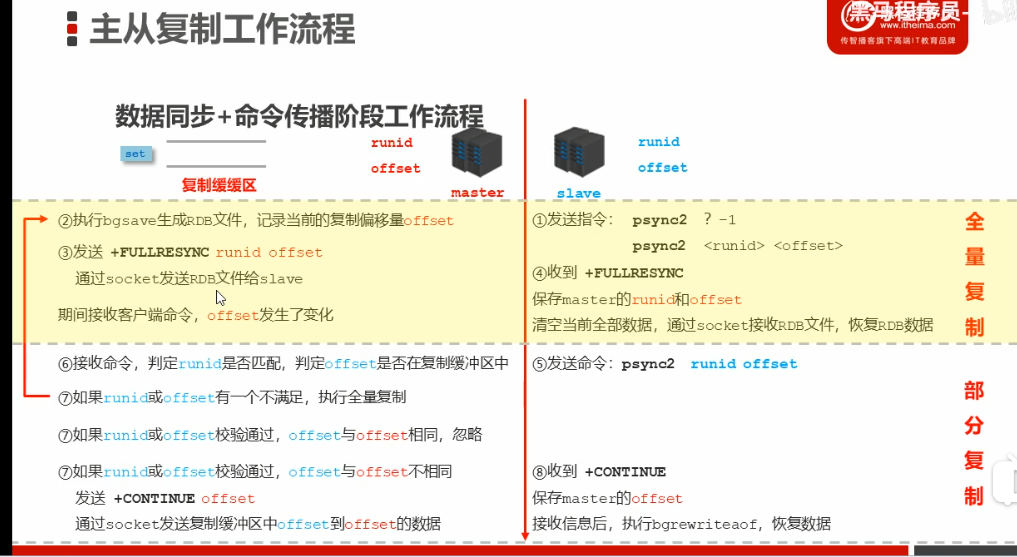 主从复制工作流程
黑马程序员
www.itheima.com
传智播客旗下高端IT教育品牌
数据同步+命令传播阶段工作流程
set
复制缓缓区
runid
offset
master
runid
offset
slave
②执行bgsave生成RDB文件，记录当前的复制偏移量offset
③发送 +FULLRESYNC runid offset
通过socket发送RDB文件给slave
期间接收客户端命令，offset发生了变化
①发送指令： psync2 ? -1
psync2 <runid> <offset>
④收到 +FULLRESYNC
保存master的runid和offset
清空当前全部数据，通过socket接收RDB文件，恢复RDB数据
全量复制
⑥接收命令，判定runid是否匹配，判定offset是否在复制缓冲区中
⑦如果runid或offset有一个不满足，执行全量复制
⑦如果runid或offset校验通过，offset与offset相同，忽略
⑦如果runid或offset校验通过，offset与offset不相同
发送 +CONTINUE offset
通过socket发送复制缓冲区中offset到offset的数据
⑤发送命令：psync2 runid offset
⑧收到 +CONTINUE
保存master的offset
接收信息后，执行bgrewriteaof，恢复数据
部分复制